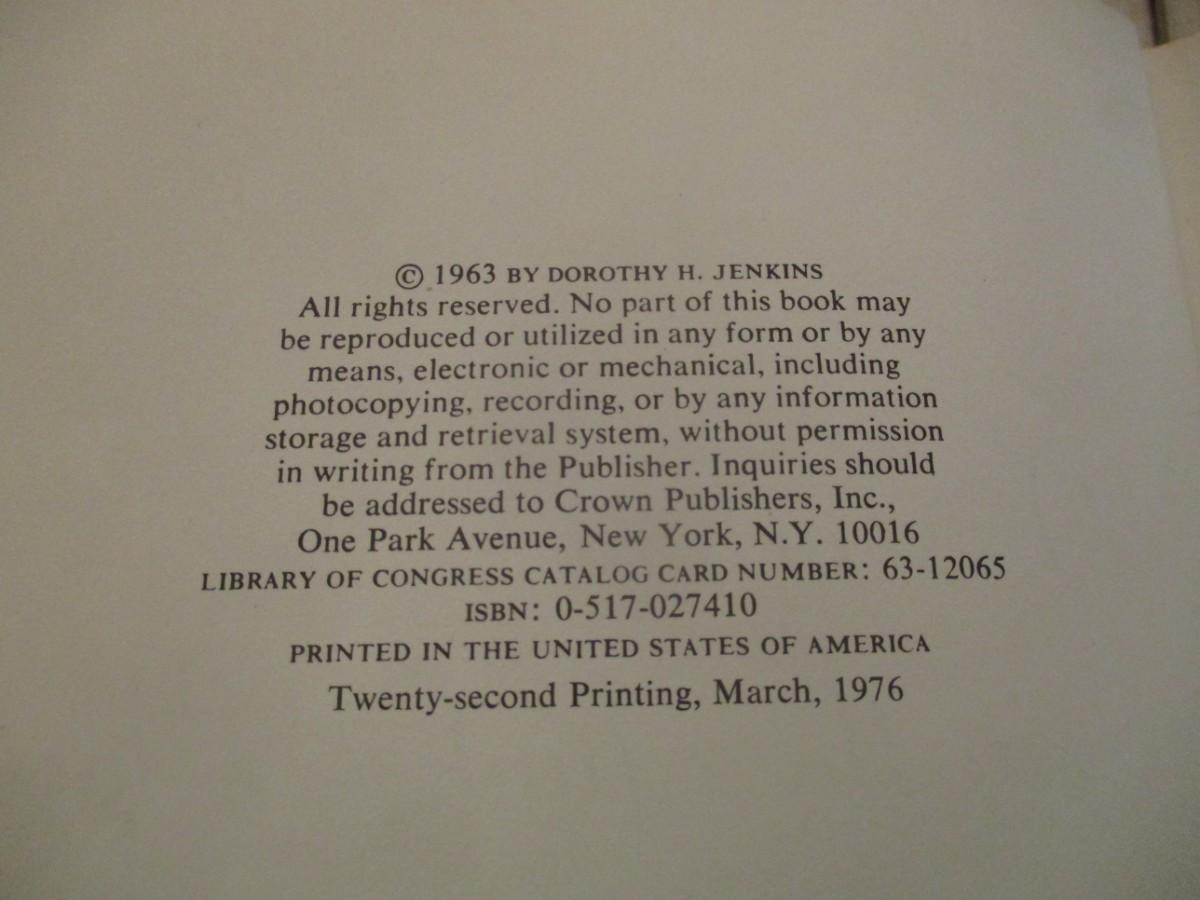 © 1963 BY DOROTHY H. JENKINS
All rights reserved. No part of this book may
be reproduced or utilized in any form or by any
means, electronic or mechanical, including
photocopying, recording, or by any information
storage and retrieval system, without permission
in writing from the Publisher. Inquiries should
be addressed to Crown Publishers, Inc.,
One Park Avenue, New York, N.Y. 10016
LIBRARY OF CONGRESS CATALOG CARD NUMBER: 63-12065
ISBN: 0-517-027410
PRINTED IN THE UNITED STATES OF AMERICA
Twenty-second Printing, March, 1976